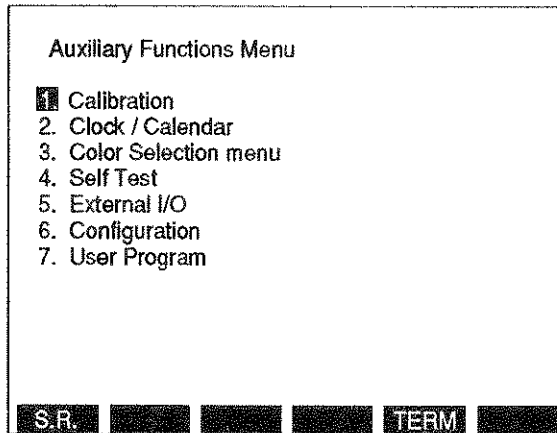 Auxiliary Functions Menu
1. Calibration
2. Clock / Calendar
3. Color Selection menu
4. Self Test
5. External I/O
6. Configuration
7. User Program
S.R. TERM